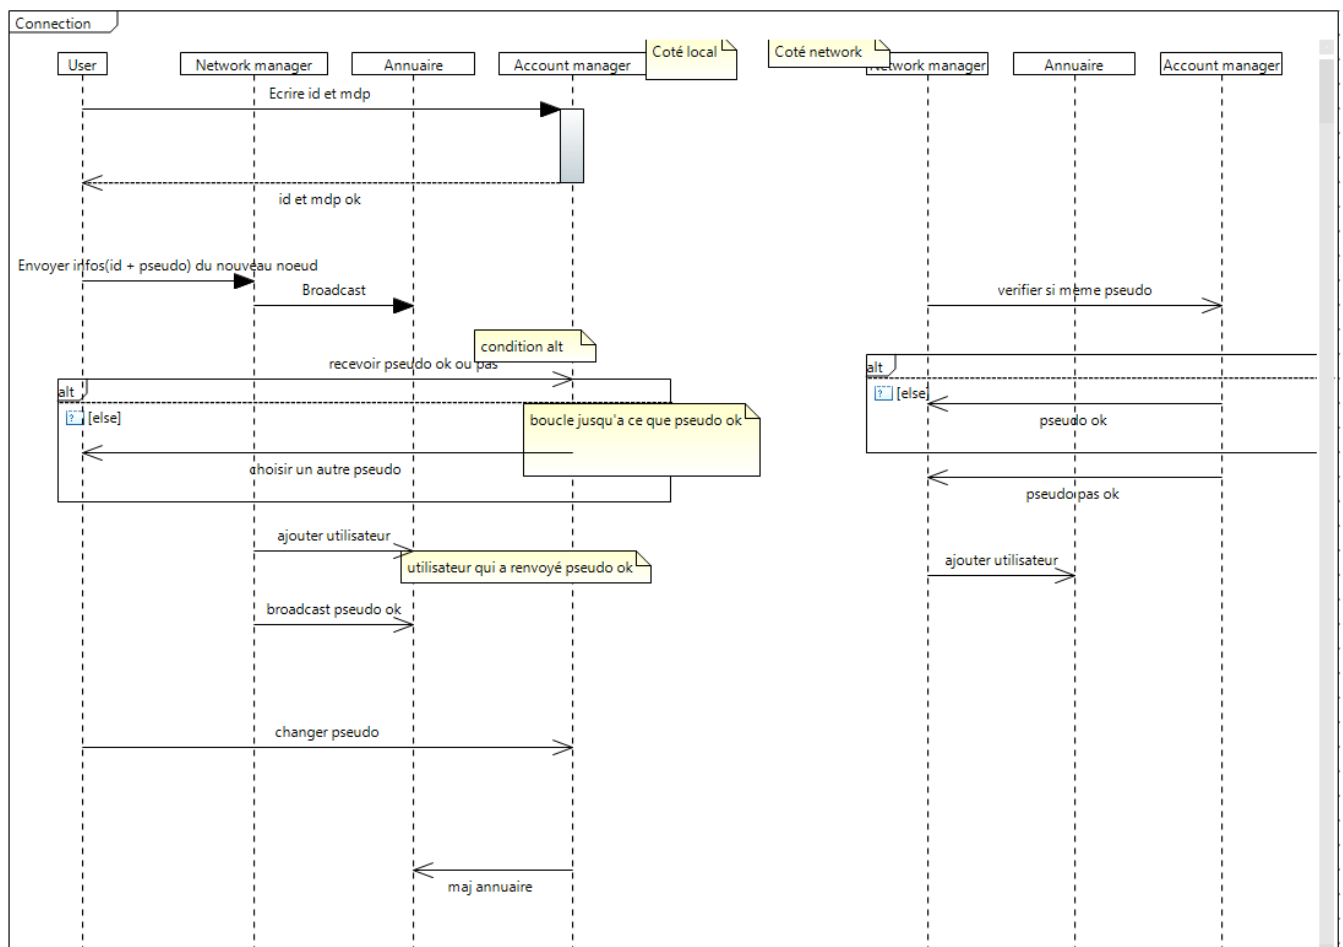 Connection
Coté local
Coté network
User
Network manager
Annuaire
Account manager
twork manager
Annuaire
Account manager
Ecrire id et mdp
id et mdp ok
Envoyer infos(id + pseudo) du nouveau noeud
Broadcast
verifier si même pseudo
condition alt
recevoir pseudo ok ou pas
alt
alt
? [else]
? [else]
boucle jusqu'a ce que pseudo ok
pseudo ok
choisir un autre pseudo
pseudo pas ok
ajouter utilisateur
utilisateur qui a renvoyé pseudo ok
ajouter utilisateur
broadcast pseudo ok
changer pseudo
maj annuaire